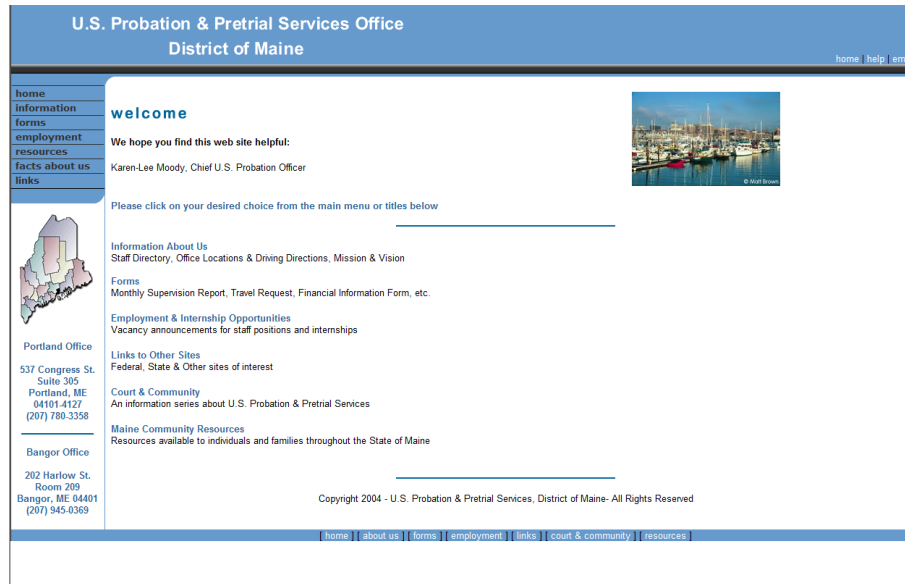 U.S. Probation & Pretrial Services Office
District of Maine
home | help | em
home
information
forms
employment
resources
facts about us
links
welcome
We hope you find this web site helpful:
Karen-Lee Moody, Chief U.S. Probation Officer
© Matt Brown
Please click on your desired choice from the main menu or titles below
Information About Us
Staff Directory, Office Locations & Driving Directions, Mission & Vision
Forms
Monthly Supervision Report, Travel Request, Financial Information Form, etc.
Employment & Internship Opportunities
Vacancy announcements for staff positions and internships
Links to Other Sites
Federal, State & Other sites of interest
Court & Community
An information series about U.S. Probation & Pretrial Services
Maine Community Resources
Resources available to individuals and families throughout the State of Maine
Portland Office
537 Congress St.
Suite 305
Portland, ME
04101-4127
(207) 780-3358
Bangor Office
202 Harlow St.
Room 209
Bangor, ME 04401
(207) 945-0369
Copyright 2004 - U.S. Probation & Pretrial Services, District of Maine- All Rights Reserved
[ home ] [ about us ] [ forms ] [ employment ] [ links ] [ court & community ] [ resources ]